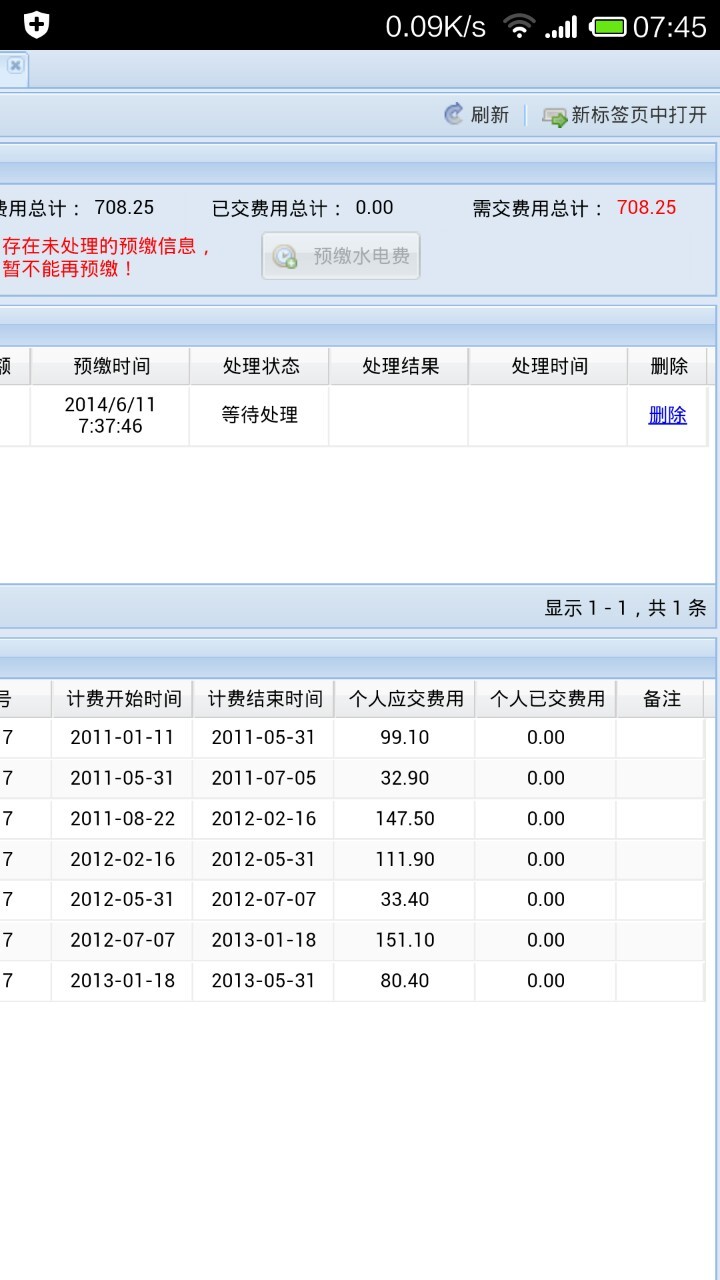 0.09K/s 07:45
刷新 新标签页中打开
费用总计： 708.25 已交费用总计： 0.00 需交费用总计： 708.25
存在未处理的预缴信息，
暂不能再预缴！
预缴水电费
额 预缴时间 处理状态 处理结果 处理时间 删除
2014/6/11
7:37:46
等待处理 删除
显示 1 - 1，共 1 条
号 计费开始时间 计费结束时间 个人应交费用 个人已交费用 备注
7 2011-01-11 2011-05-31 99.10 0.00
7 2011-05-31 2011-07-05 32.90 0.00
7 2011-08-22 2012-02-16 147.50 0.00
7 2012-02-16 2012-05-31 111.90 0.00
7 2012-05-31 2012-07-07 33.40 0.00
7 2012-07-07 2013-01-18 151.10 0.00
7 2013-01-18 2013-05-31 80.40 0.00